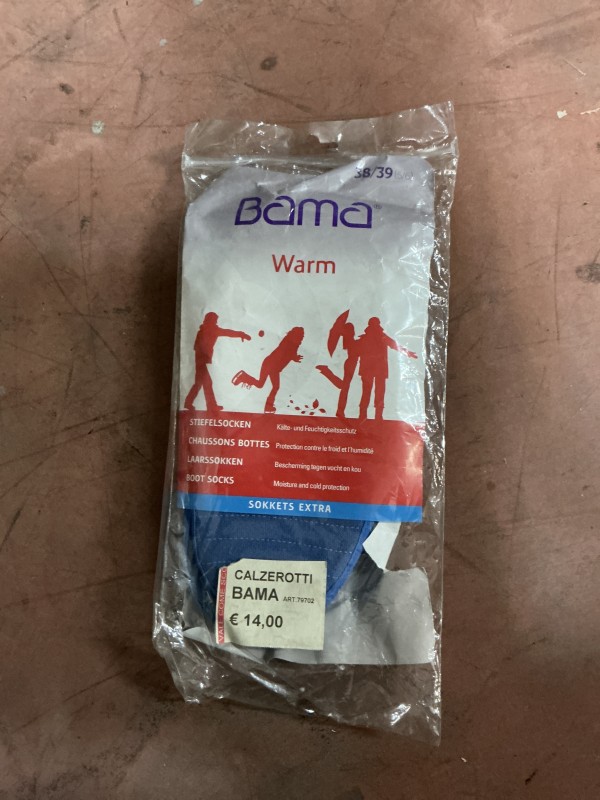 38/39
Bama
Warm
STIEFELSOCKEN Kälte- und Feuchtigkeitsschutz
CHAUSSONS BOTTES Protection contre le froid et l'humidité
LAARSSOKKEN Bescherming tegen vocht en kou
BOOT SOCKS Moisture and cold protection
SOKKETS EXTRA
CALZEROTTI
BAMA ART.79702
€ 14,00